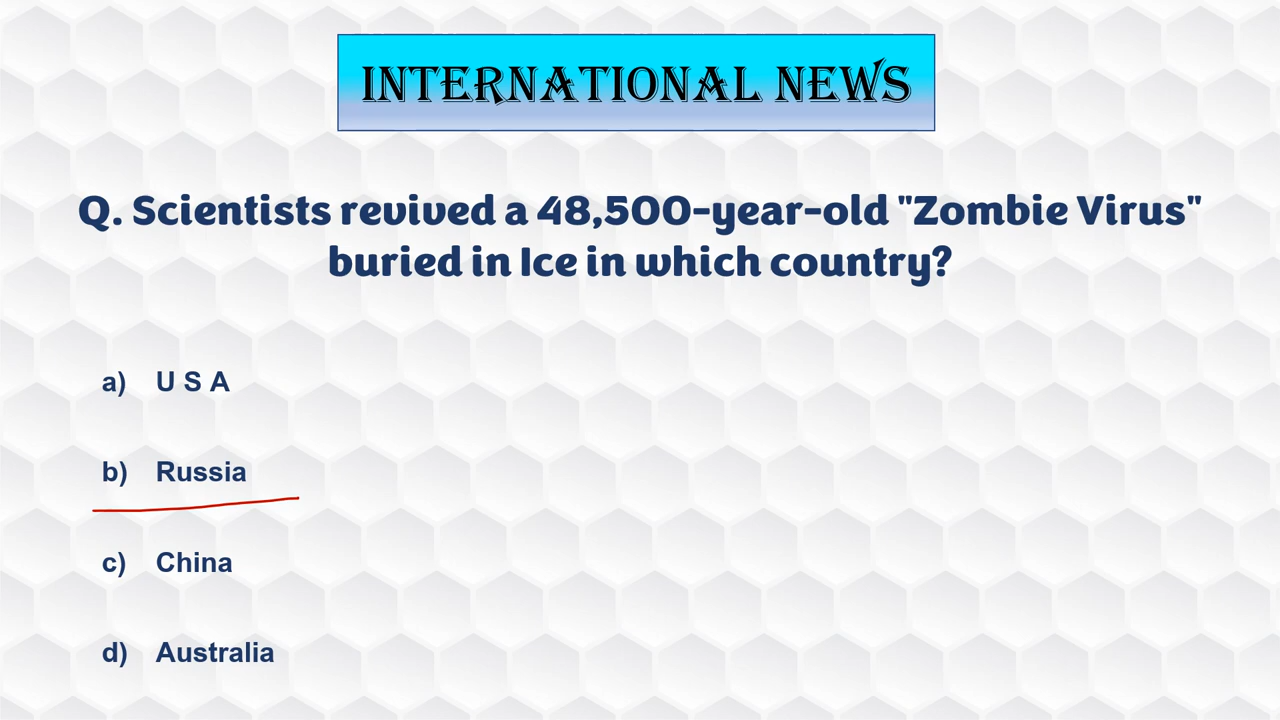 INTERNATIONAL NEWS
Q. Scientists revived a 48,500-year-old "Zombie Virus"
buried in Ice in which country?
a) U S A
b) Russia
c) China
d) Australia